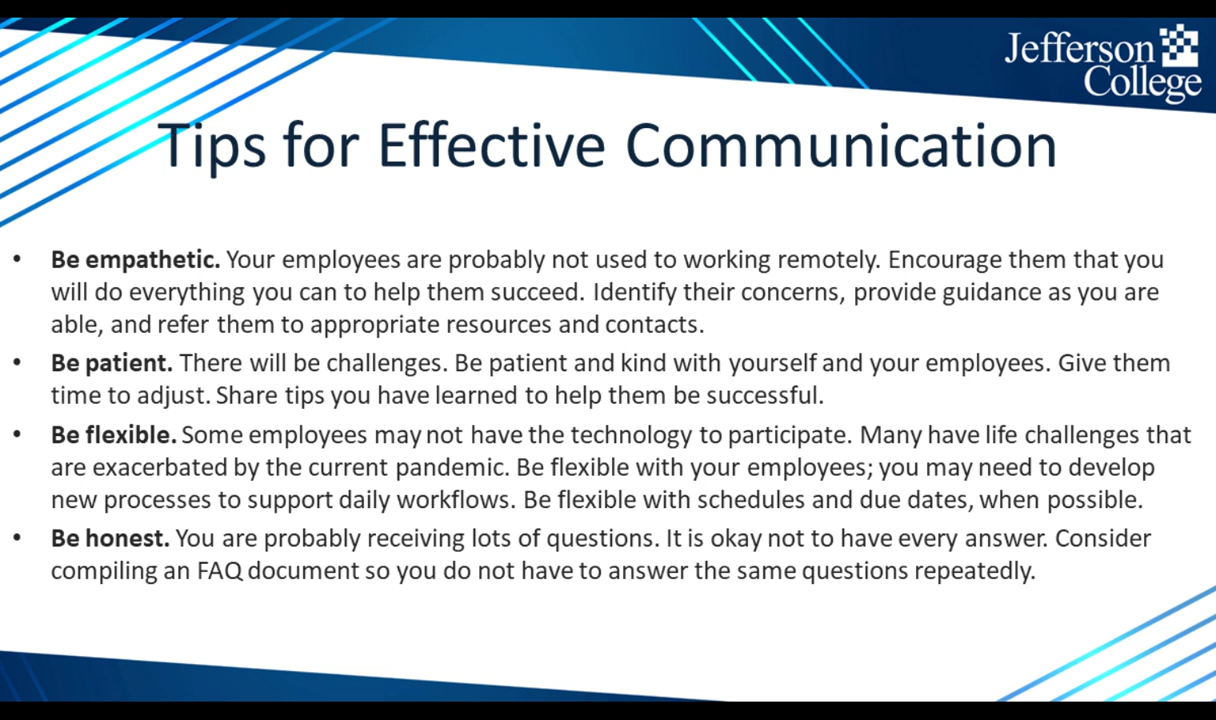 Jefferson
College
Tips for Effective Communication
• Be empathetic. Your employees are probably not used to working remotely. Encourage them that you
will do everything you can to help them succeed. Identify their concerns, provide guidance as you are
able, and refer them to appropriate resources and contacts.
• Be patient. There will be challenges. Be patient and kind with yourself and your employees. Give them
time to adjust. Share tips you have learned to help them be successful.
• Be flexible. Some employees may not have the technology to participate. Many have life challenges that
are exacerbated by the current pandemic. Be flexible with your employees; you may need to develop
new processes to support daily workflows. Be flexible with schedules and due dates, when possible.
• Be honest. You are probably receiving lots of questions. It is okay not to have every answer. Consider
compiling an FAQ document so you do not have to answer the same questions repeatedly.